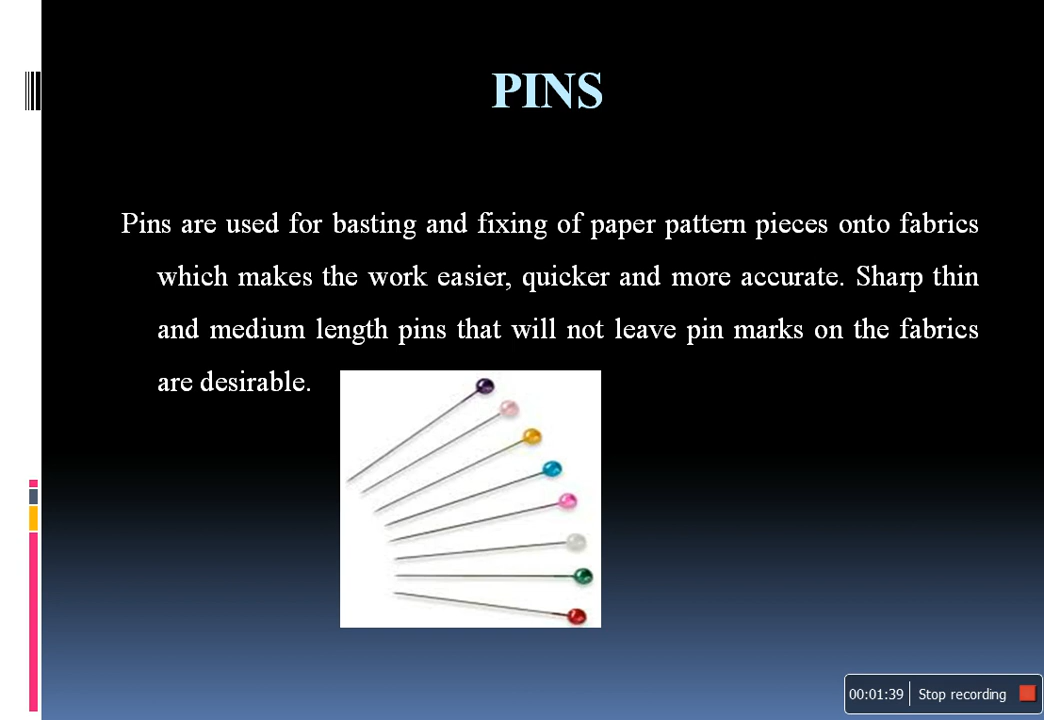 PINS
Pins are used for basting and fixing of paper pattern pieces onto fabrics
which makes the work easier, quicker and more accurate. Sharp thin
and medium length pins that will not leave pin marks on the fabrics
are desirable.
00:01:39 Stop recording